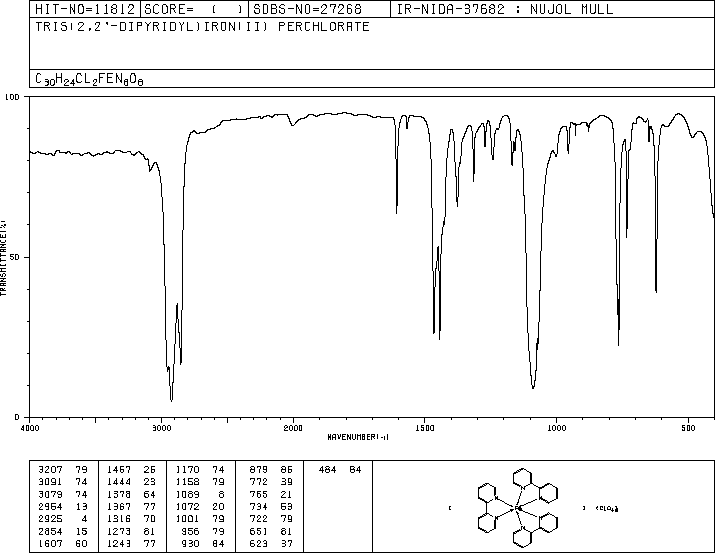 HIT-NO=11812 SCORE= ( ) SDBS-NO=27268 IR-NIDA-37682 : NUJOL MULL
TRIS(2,2'-DIPYRIDYL)IRON(II) PERCHLORATE
C30H24CL2FEN6O8
100
50
0
TRANSMITTANCE(%)
4000 3000 2000 1500 1000 500
WAVENUMBER(-1)
3207 79 1467 26 1170 74 879 86 484 84
3091 74 1444 23 1158 79 772 39
3079 74 1378 64 1089 8 765 21
2954 13 1367 77 1072 20 734 53
2925 4 1316 70 1001 79 722 79
2854 15 1273 81 956 79 651 81
1607 60 1243 77 930 84 623 37